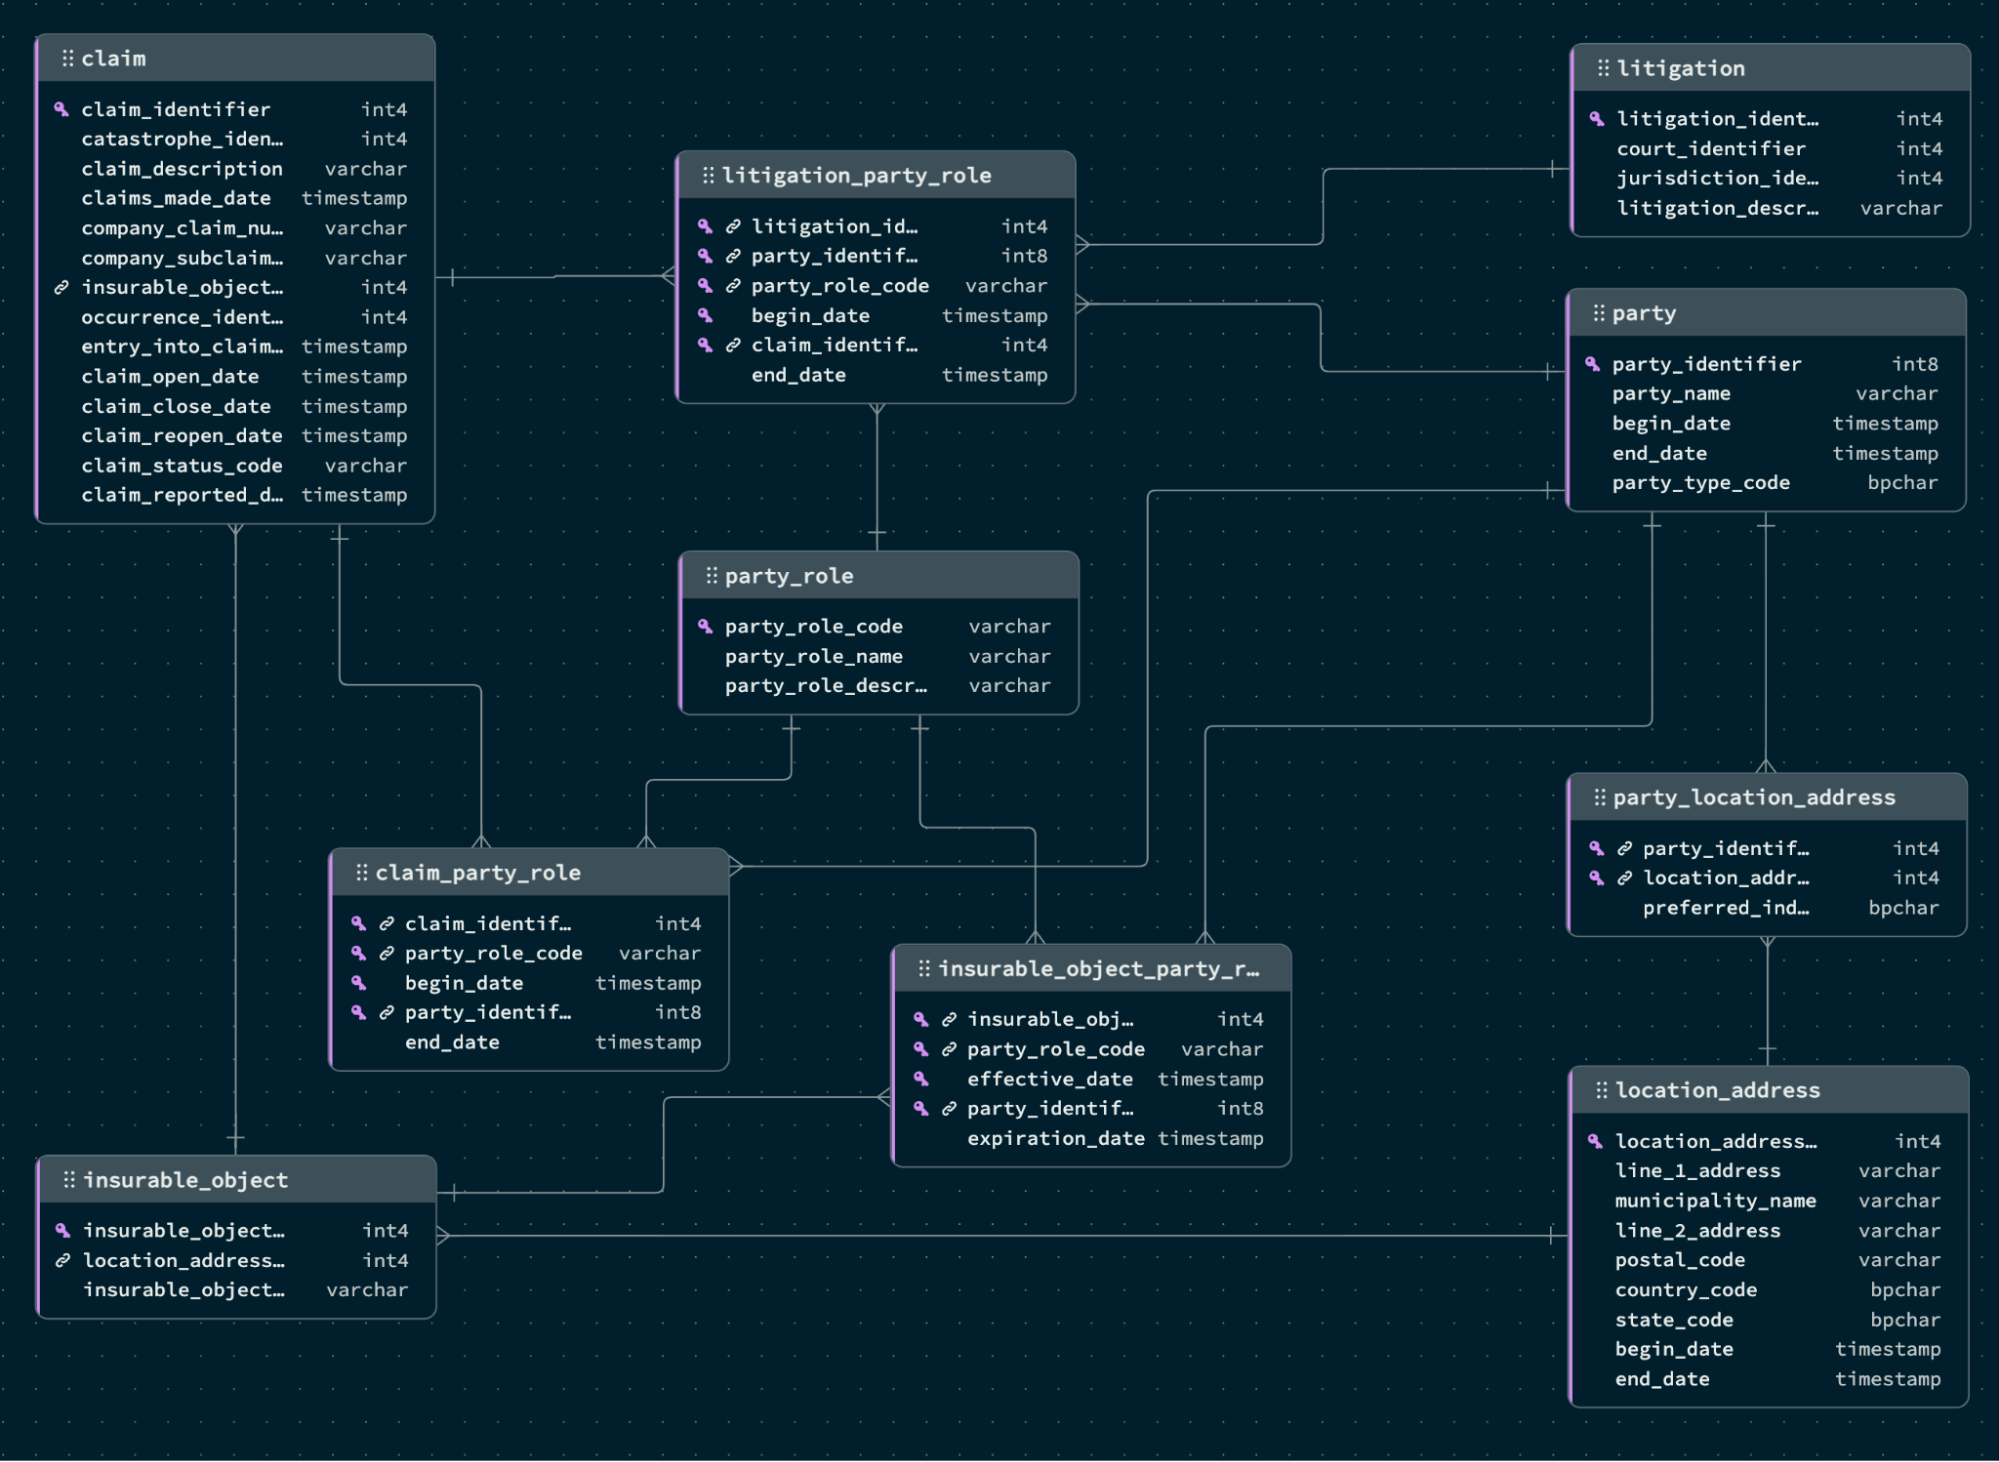 claim
claim_identifier int4
catastrophe_iden… int4
claim_description varchar
claims_made_date timestamp
company_claim_nu… varchar
company_subclaim… varchar
insurable_object… int4
occurrence_ident… int4
entry_into_claim… timestamp
claim_open_date timestamp
claim_close_date timestamp
claim_reopen_date timestamp
claim_status_code varchar
claim_reported_d… timestamp
litigation_party_role
litigation_id… int4
party_identif… int8
party_role_code varchar
begin_date timestamp
claim_identif… int4
end_date timestamp
litigation
litigation_ident… int4
court_identifier int4
jurisdiction_ide… int4
litigation_descr… varchar
party
party_identifier int8
party_name varchar
begin_date timestamp
end_date timestamp
party_type_code bpchar
party_role
party_role_code varchar
party_role_name varchar
party_role_descr… varchar
party_location_address
party_identif… int4
location_addr… int4
preferred_ind… bpchar
claim_party_role
claim_identif… int4
party_role_code varchar
begin_date timestamp
party_identif… int8
end_date timestamp
insurable_object_party_r…
insurable_obj… int4
party_role_code varchar
effective_date timestamp
party_identif… int8
expiration_date timestamp
insurable_object
insurable_object… int4
location_address… int4
insurable_object… varchar
location_address
location_address… int4
line_1_address varchar
municipality_name varchar
line_2_address varchar
postal_code varchar
country_code bpchar
state_code bpchar
begin_date timestamp
end_date timestamp